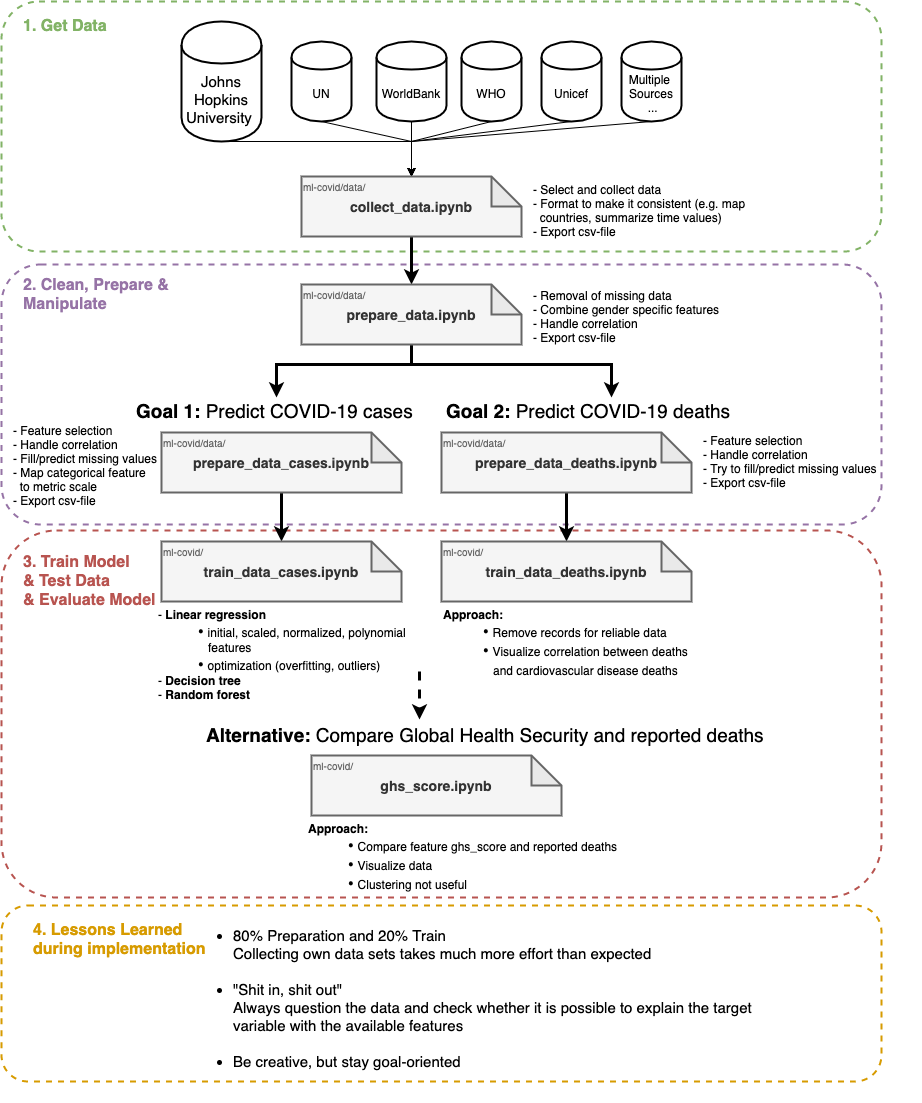 1. Get Data
Johns
Hopkins
University
UN
WorldBank
WHO
Unicef
Multiple
Sources
...
ml-covid/data/
collect_data.ipynb
- Select and collect data
- Format to make it consistent (e.g. map
countries, summarize time values)
- Export csv-file
2. Clean, Prepare &
Manipulate
ml-covid/data/
prepare_data.ipynb
- Removal of missing data
- Combine gender specific features
- Handle correlation
- Export csv-file
Goal 1: Predict COVID-19 cases
- Feature selection
- Handle correlation
- Fill/predict missing values
- Map categorical feature
to metric scale
- Export csv-file
ml-covid/data/
prepare_data_cases.ipynb
Goal 2: Predict COVID-19 deaths
ml-covid/data/
prepare_data_deaths.ipynb
- Feature selection
- Handle correlation
- Try to fill/predict missing values
- Export csv-file
3. Train Model
& Test Data
& Evaluate Model
ml-covid/
train_data_cases.ipynb
- Linear regression
• initial, scaled, normalized, polynomial
features
• optimization (overfitting, outliers)
- Decision tree
- Random forest
ml-covid/
train_data_deaths.ipynb
Approach:
• Remove records for reliable data
• Visualize correlation between deaths
and cardiovascular disease deaths
Alternative: Compare Global Health Security and reported deaths
ml-covid/
ghs_score.ipynb
Approach:
• Compare feature ghs_score and reported deaths
• Visualize data
• Clustering not useful
4. Lessons Learned
during implementation
• 80% Preparation and 20% Train
Collecting own data sets takes much more effort than expected
• "Shit in, shit out"
Always question the data and check whether it is possible to explain the target
variable with the available features
• Be creative, but stay goal-oriented